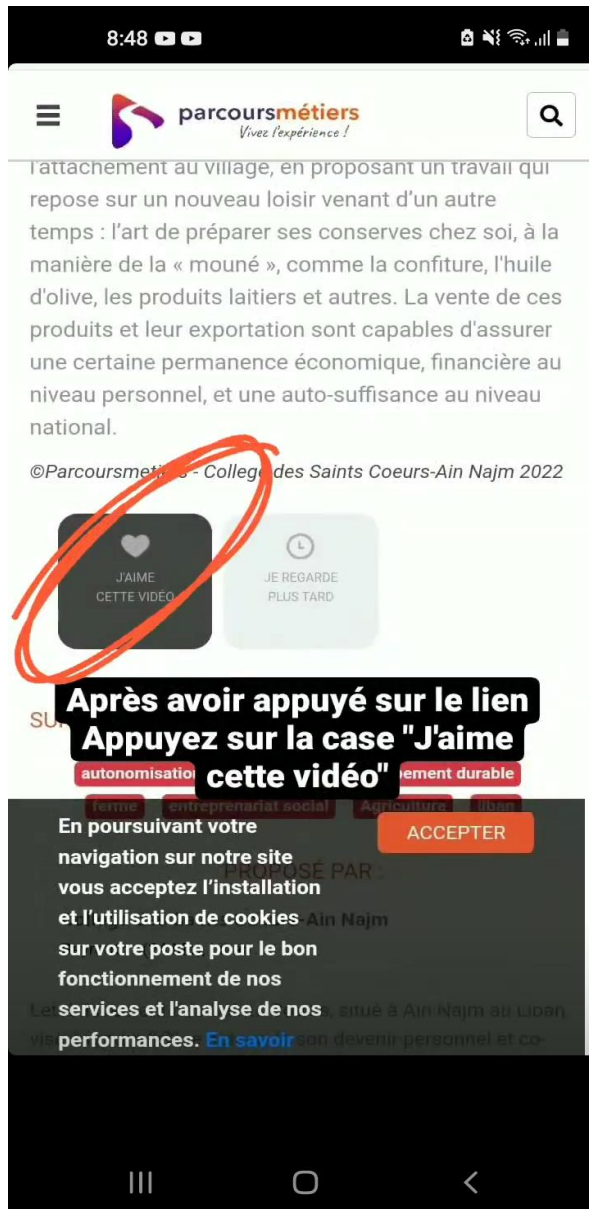 8:48
parcoursmétiers
Vivez l'expérience !
l'attachement au village, en proposant un travail qui
repose sur un nouveau loisir venant d'un autre
temps : l'art de préparer ses conserves chez soi, à la
manière de la « mouné », comme la confiture, l'huile
d'olive, les produits laitiers et autres. La vente de ces
produits et leur exportation sont capables d'assurer
une certaine permanence économique, financière au
niveau personnel, et une auto-suffisance au niveau
national.
©Parcoursmetiers - College des Saints Coeurs-Ain Najm 2022
J'AIME
CETTE VIDÉO
JE REGARDE
PLUS TARD
Après avoir appuyé sur le lien
Appuyez sur la case "J'aime
cette vidéo"
SU
autonomisation
ement durable
ferme entreprenariat social Agriculture liban
En poursuivant votre
navigation sur notre site
vous acceptez l'installation
et l'utilisation de cookies
sur votre poste pour le bon
fonctionnement de nos
services et l'analyse de nos
performances. En savoir
ACCEPTER
PROPOSÉ PAR :
-Ain Najm
situé à Ain Najm au Liban,
son devenir personnel et co-